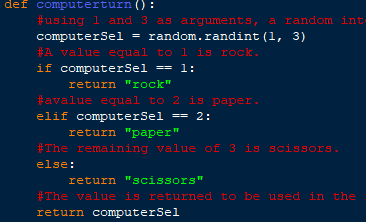 def computerturn():
#using 1 and 3 as arguments, a random int
computerSel = random.randint(1, 3)
#A value equal to 1 is rock.
if computerSel == 1:
return "rock"
#avalue equal to 2 is paper.
elif computerSel == 2:
return "paper"
#The remaining value of 3 is scissors.
else:
return "scissors"
#The value is returned to be used in the
return computerSel